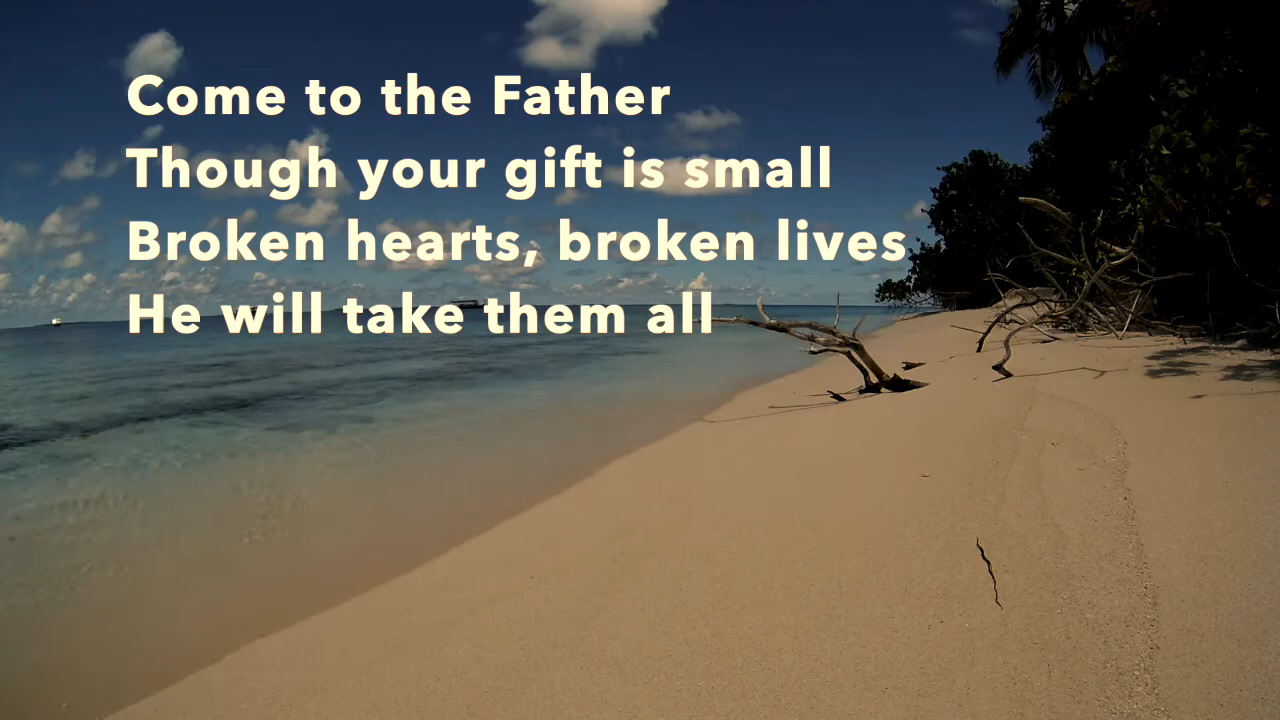 Come to the Father
Though your gift is small
Broken hearts, broken lives
He will take them all